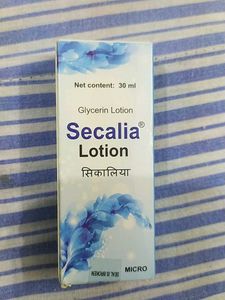 Net content: 30 ml
Glycerin Lotion
Secalia®
Lotion
सिकालिया
MICRO